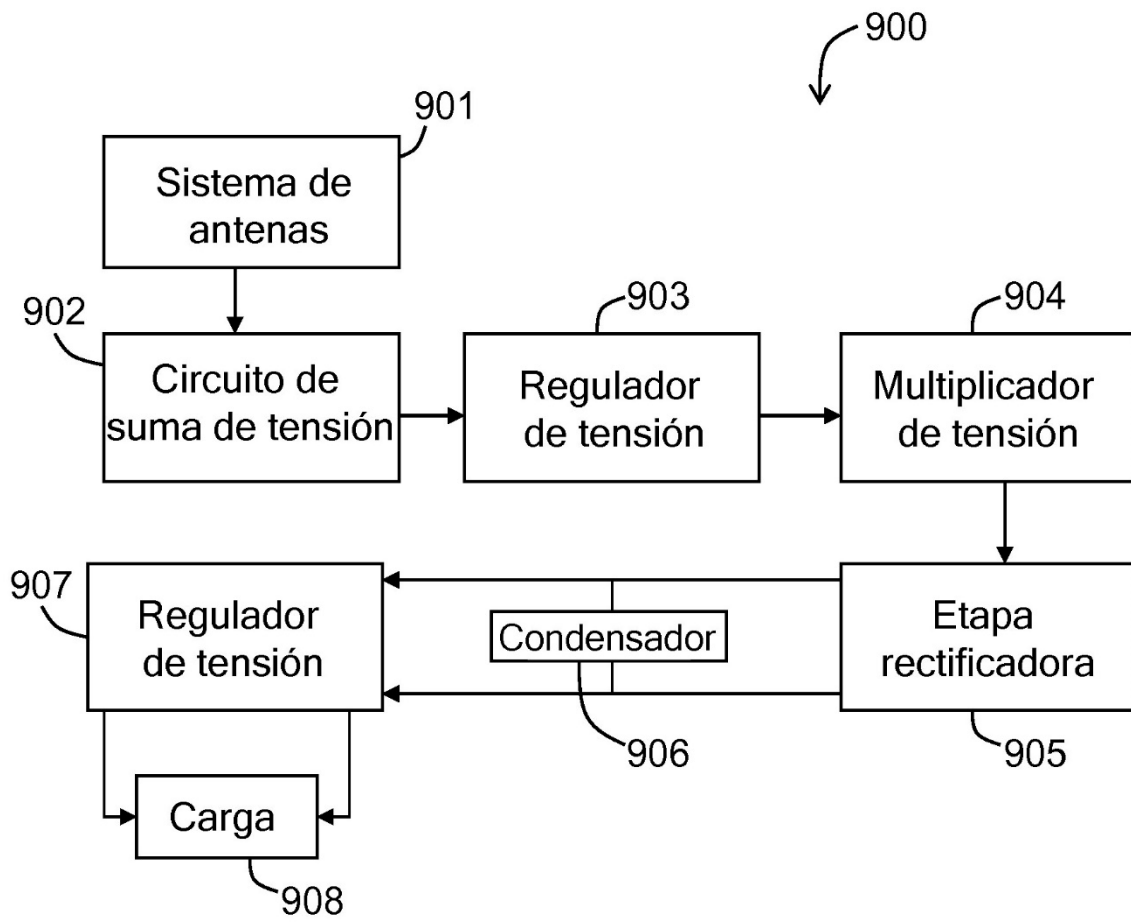 900
901
Sistema de
antenas
902
903
904
Circuito de
suma de tensión
Regulador
de tensión
Multiplicador
de tensión
907
Regulador
de tensión
Condensador
Etapa
rectificadora
906
905
Carga
908